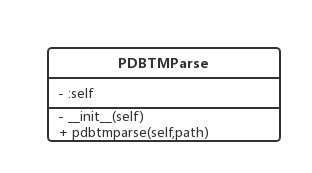 PDBTMParse
- :self
- __init__(self)
+ pdbtmparse(self,path)